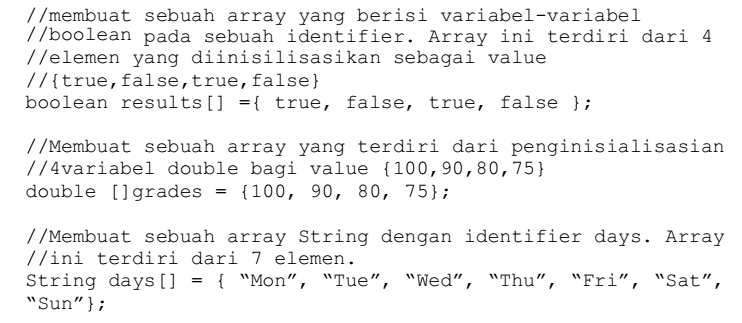 //membuat sebuah array yang berisi variabel-variabel
//boolean pada sebuah identifier. Array ini terdiri dari 4
//elemen yang diinisilisasikan sebagai value
//{true,false,true,false}
boolean results[] ={ true, false, true, false };
//Membuat sebuah array yang terdiri dari penginisialisasian
//4variabel double bagi value {100,90,80,75}
double []grades = {100, 90, 80, 75};
//Membuat sebuah array String dengan identifier days. Array
//ini terdiri dari 7 elemen.
String days[] = { “Mon”, “Tue”, “Wed”, “Thu”, “Fri”, “Sat”,
“Sun”};